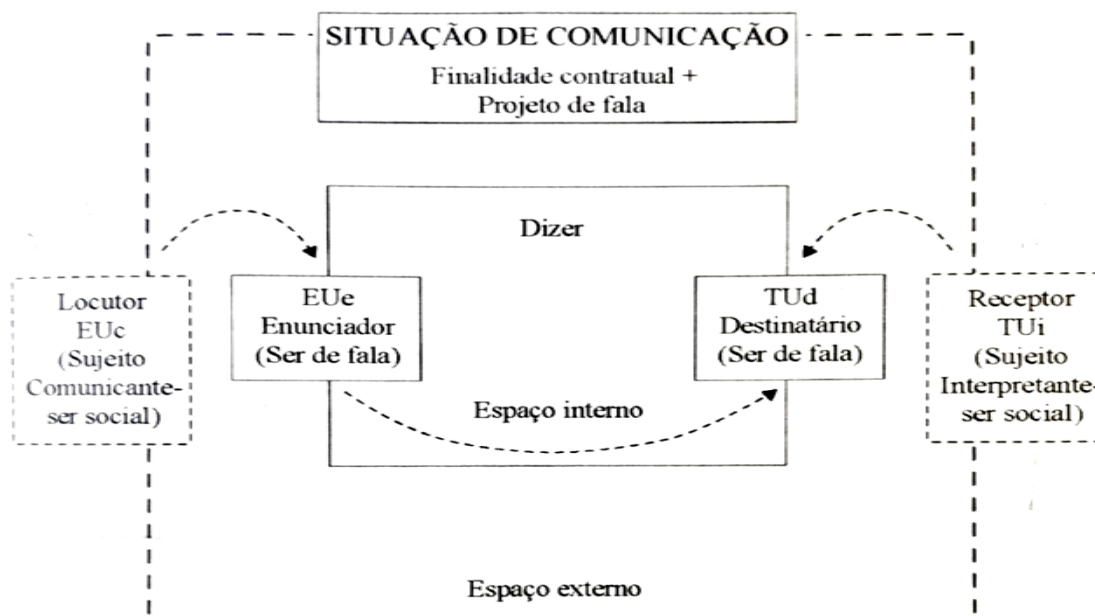 SITUAÇÃO DE COMUNICAÇÃO
Finalidade contratual +
Projeto de fala
Dizer
Locutor
EUc
(Sujeito
Comunicante-
ser social)
EUe
Enunciador
(Ser de fala)
TUd
Destinatário
(Ser de fala)
Receptor
TUi
(Sujeito
Interpretante-
ser social)
Espaço interno
Espaço externo